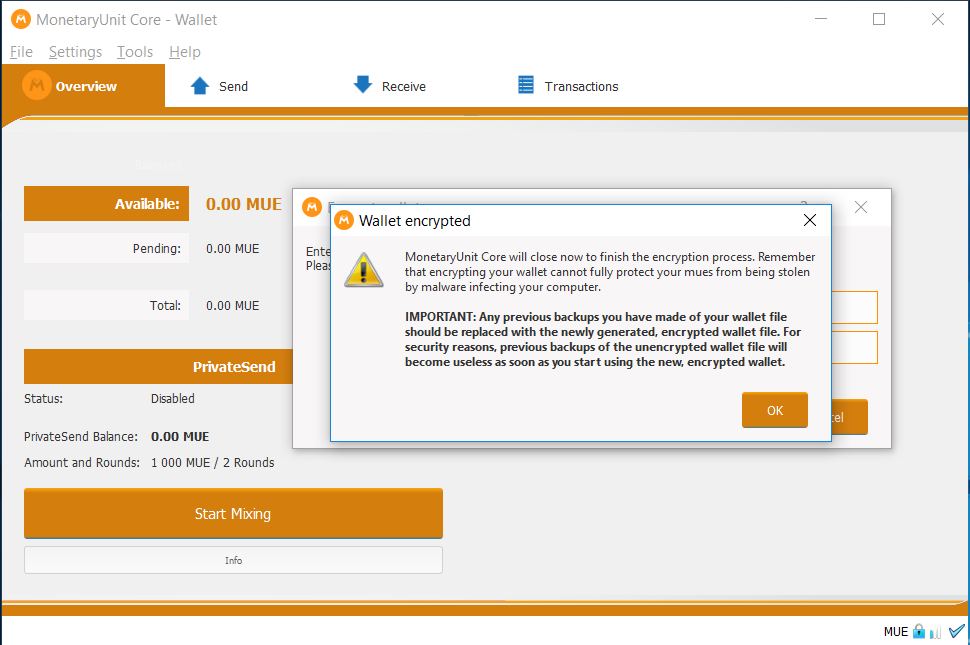 MonetaryUnit Core - Wallet
File Settings Tools Help
Overview Send Receive Transactions
Available: 0.00 MUE
Pending: 0.00 MUE
Total: 0.00 MUE
PrivateSend
Status: Disabled
PrivateSend Balance: 0.00 MUE
Amount and Rounds: 1 000 MUE / 2 Rounds
Start Mixing
Info
Wallet encrypted
MonetaryUnit Core will close now to finish the encryption process. Remember
that encrypting your wallet cannot fully protect your mues from being stolen
by malware infecting your computer.
IMPORTANT: Any previous backups you have made of your wallet file
should be replaced with the newly generated, encrypted wallet file. For
security reasons, previous backups of the unencrypted wallet file will
become useless as soon as you start using the new, encrypted wallet.
OK
MUE